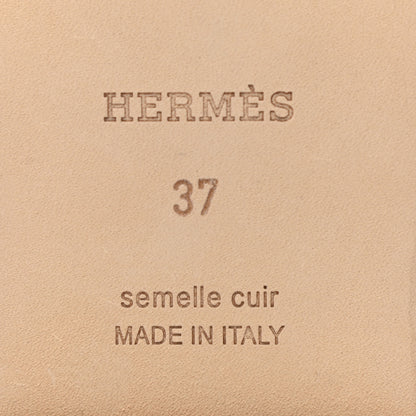 HERMÈS
37
semelle cuir
MADE IN ITALY